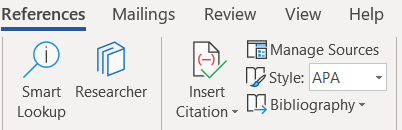 References Mailings Review View Help
Smart Lookup
Researcher
Insert Citation
Manage Sources
Style: APA
Bibliography